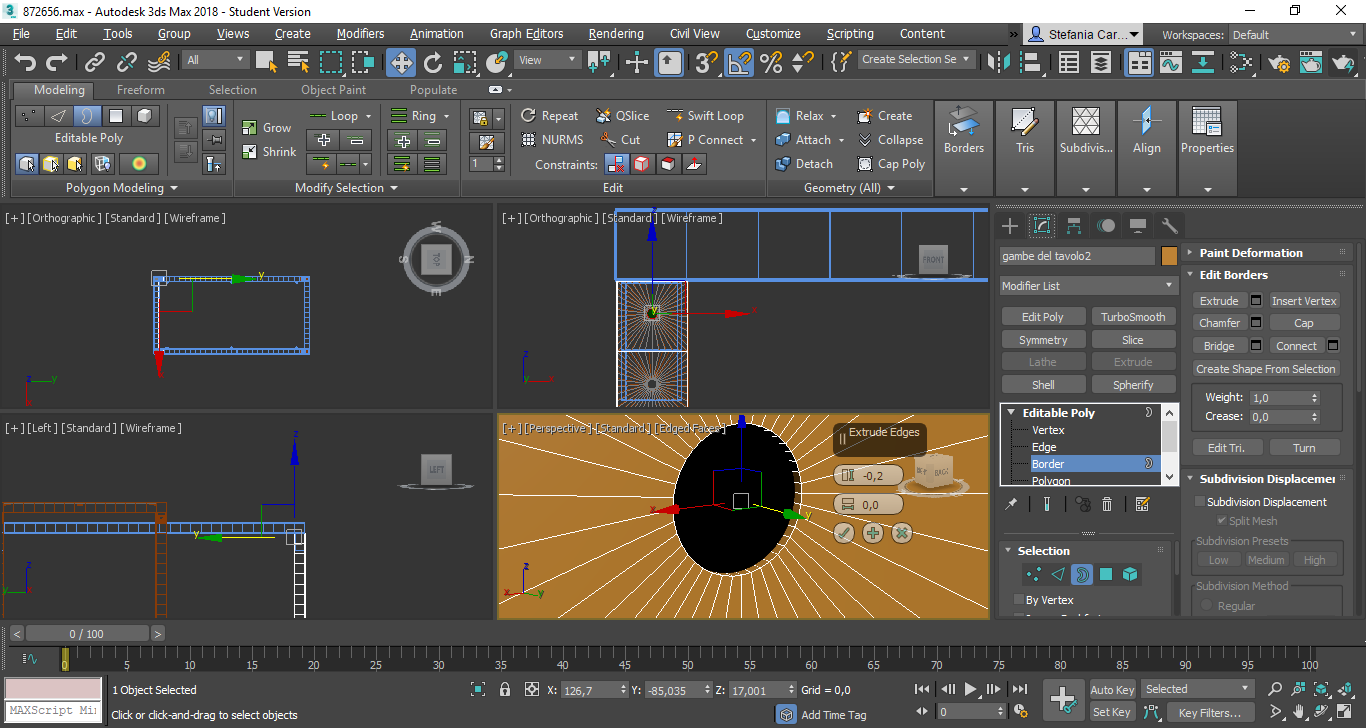 872656.max - Autodesk 3ds Max 2018 - Student Version
File Edit Tools Group Views Create Modifiers Animation Graph Editors Rendering Civil View Customize Scripting Content » Stefania Car... Workspaces: Default
All View Create Selection Se
Modeling Freeform Selection Object Paint Populate
Editable Poly
Polygon Modeling
Grow
Shrink
Loop Ring
Modify Selection
1
Repeat QSlice Swift Loop
NURMS Cut P Connect
Constraints:
Edit
Relax Create
Attach Collapse
Detach Cap Poly
Geometry (All)
Borders Tris Subdivis... Align Properties
[+] [Orthographic] [Standard] [Wireframe]
W
S TOP N
E
y
z
y
[+] [Orthographic] [Standard] [Wireframe]
FRONT
z
y
x
[+] [Left] [Standard] [Wireframe]
LEFT
z
y
z
y
[+] [Perspective] [Standard] [Edged Faces]
Extrude Edges
-0,2
0,0
x
y
z
x
y
gambe del tavolo2
Modifier List
Edit Poly TurboSmooth
Symmetry Slice
Lathe Extrude
Shell Spherify
Editable Poly
Vertex
Edge
Border
Polygon
Selection
By Vertex
Paint Deformation
Edit Borders
Extrude Insert Vertex
Chamfer Cap
Bridge Connect
Create Shape From Selection
Weight: 1,0
Crease: 0,0
Edit Tri. Turn
Subdivision Displacemer
Subdivision Displacement
Split Mesh
Subdivision Presets
Low Medium High
Subdivision Method
Regular
< 0 / 100 >
0 5 10 15 20 25 30 35 40 45 50 55 60 65 70 75 80 85 90 95 100
MAXScript Mi
1 Object Selected
Click or click-and-drag to select objects
X: 126,7 Y: -85,035 Z: 17,001 Grid = 0,0
Add Time Tag
0
Auto Key Selected
Set Key Key Filters...